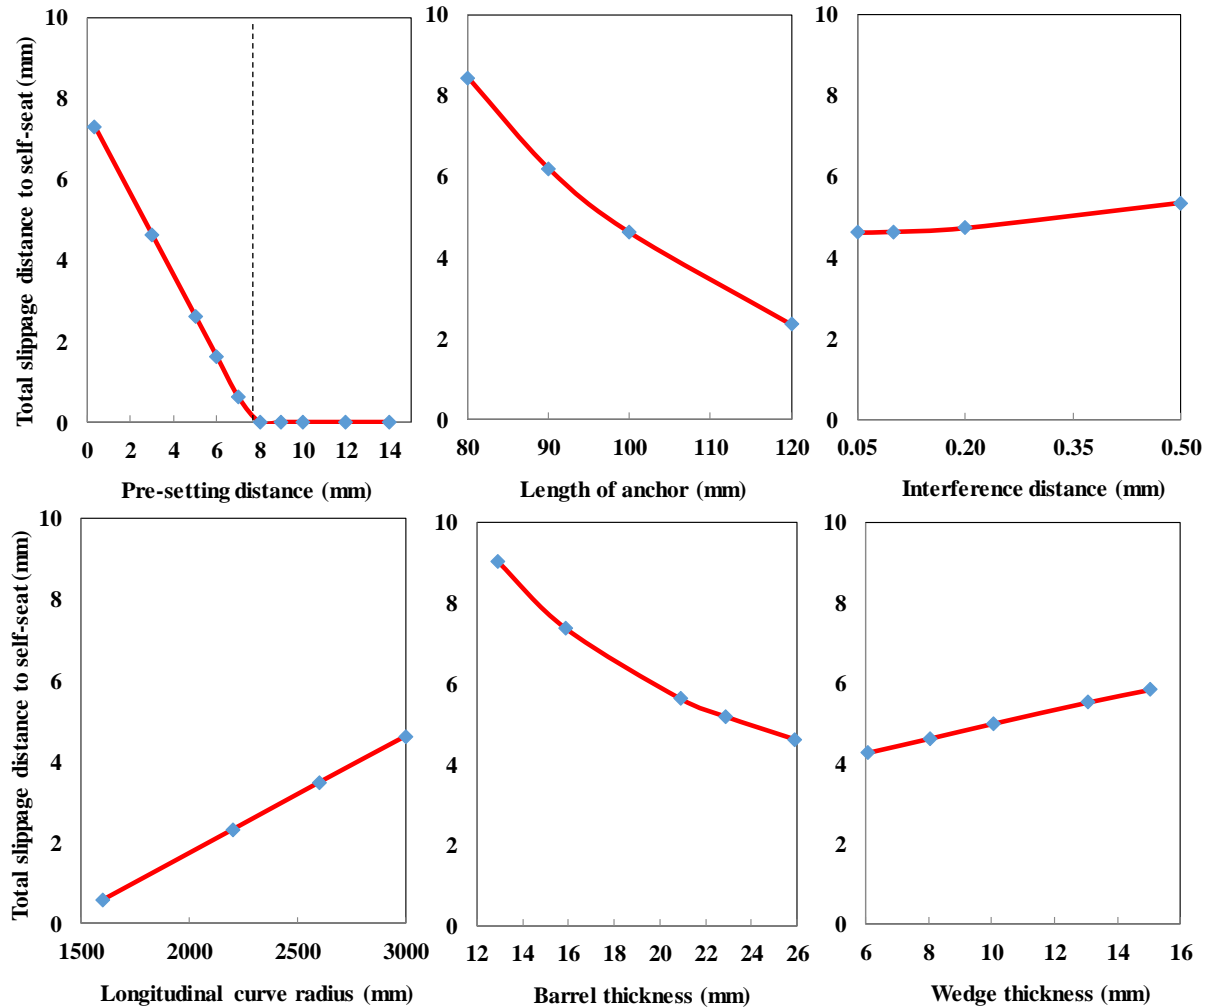 Total slippage distance to self-seat (mm)
10
8
6
4
2
0
0 2 4 6 8 10 12 14
Pre-setting distance (mm)
10
8
6
4
2
0
80 90 100 110 120
Length of anchor (mm)
10
8
6
4
2
0
0.05 0.20 0.35 0.50
Interference distance (mm)
Total slippage distance to self-seat (mm)
10
8
6
4
2
0
1500 2000 2500 3000
Longitudinal curve radius (mm)
10
8
6
4
2
0
12 14 16 18 20 22 24 26
Barrel thickness (mm)
10
8
6
4
2
0
6 8 10 12 14 16
Wedge thickness (mm)